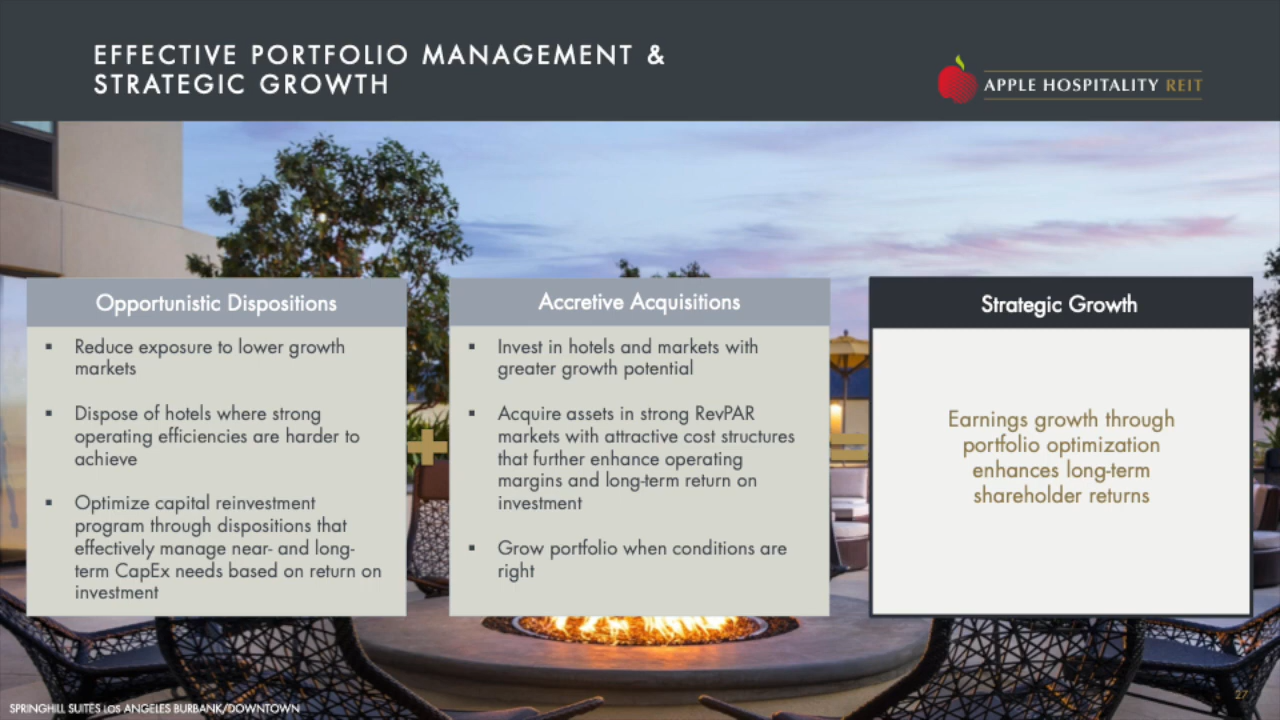 EFFECTIVE PORTFOLIO MANAGEMENT &
STRATEGIC GROWTH
APPLE HOSPITALITY REIT
Opportunistic Dispositions
▪ Reduce exposure to lower growth
markets
▪ Dispose of hotels where strong
operating efficiencies are harder to
achieve
▪ Optimize capital reinvestment
program through dispositions that
effectively manage near- and long-
term CapEx needs based on return on
investment
+
Accretive Acquisitions
▪ Invest in hotels and markets with
greater growth potential
▪ Acquire assets in strong RevPAR
markets with attractive cost structures
that further enhance operating
margins and long-term return on
investment
▪ Grow portfolio when conditions are
right
=
Strategic Growth
Earnings growth through
portfolio optimization
enhances long-term
shareholder returns
27
SPRINGHILL SUITES LOS ANGELES BURBANK/DOWNTOWN